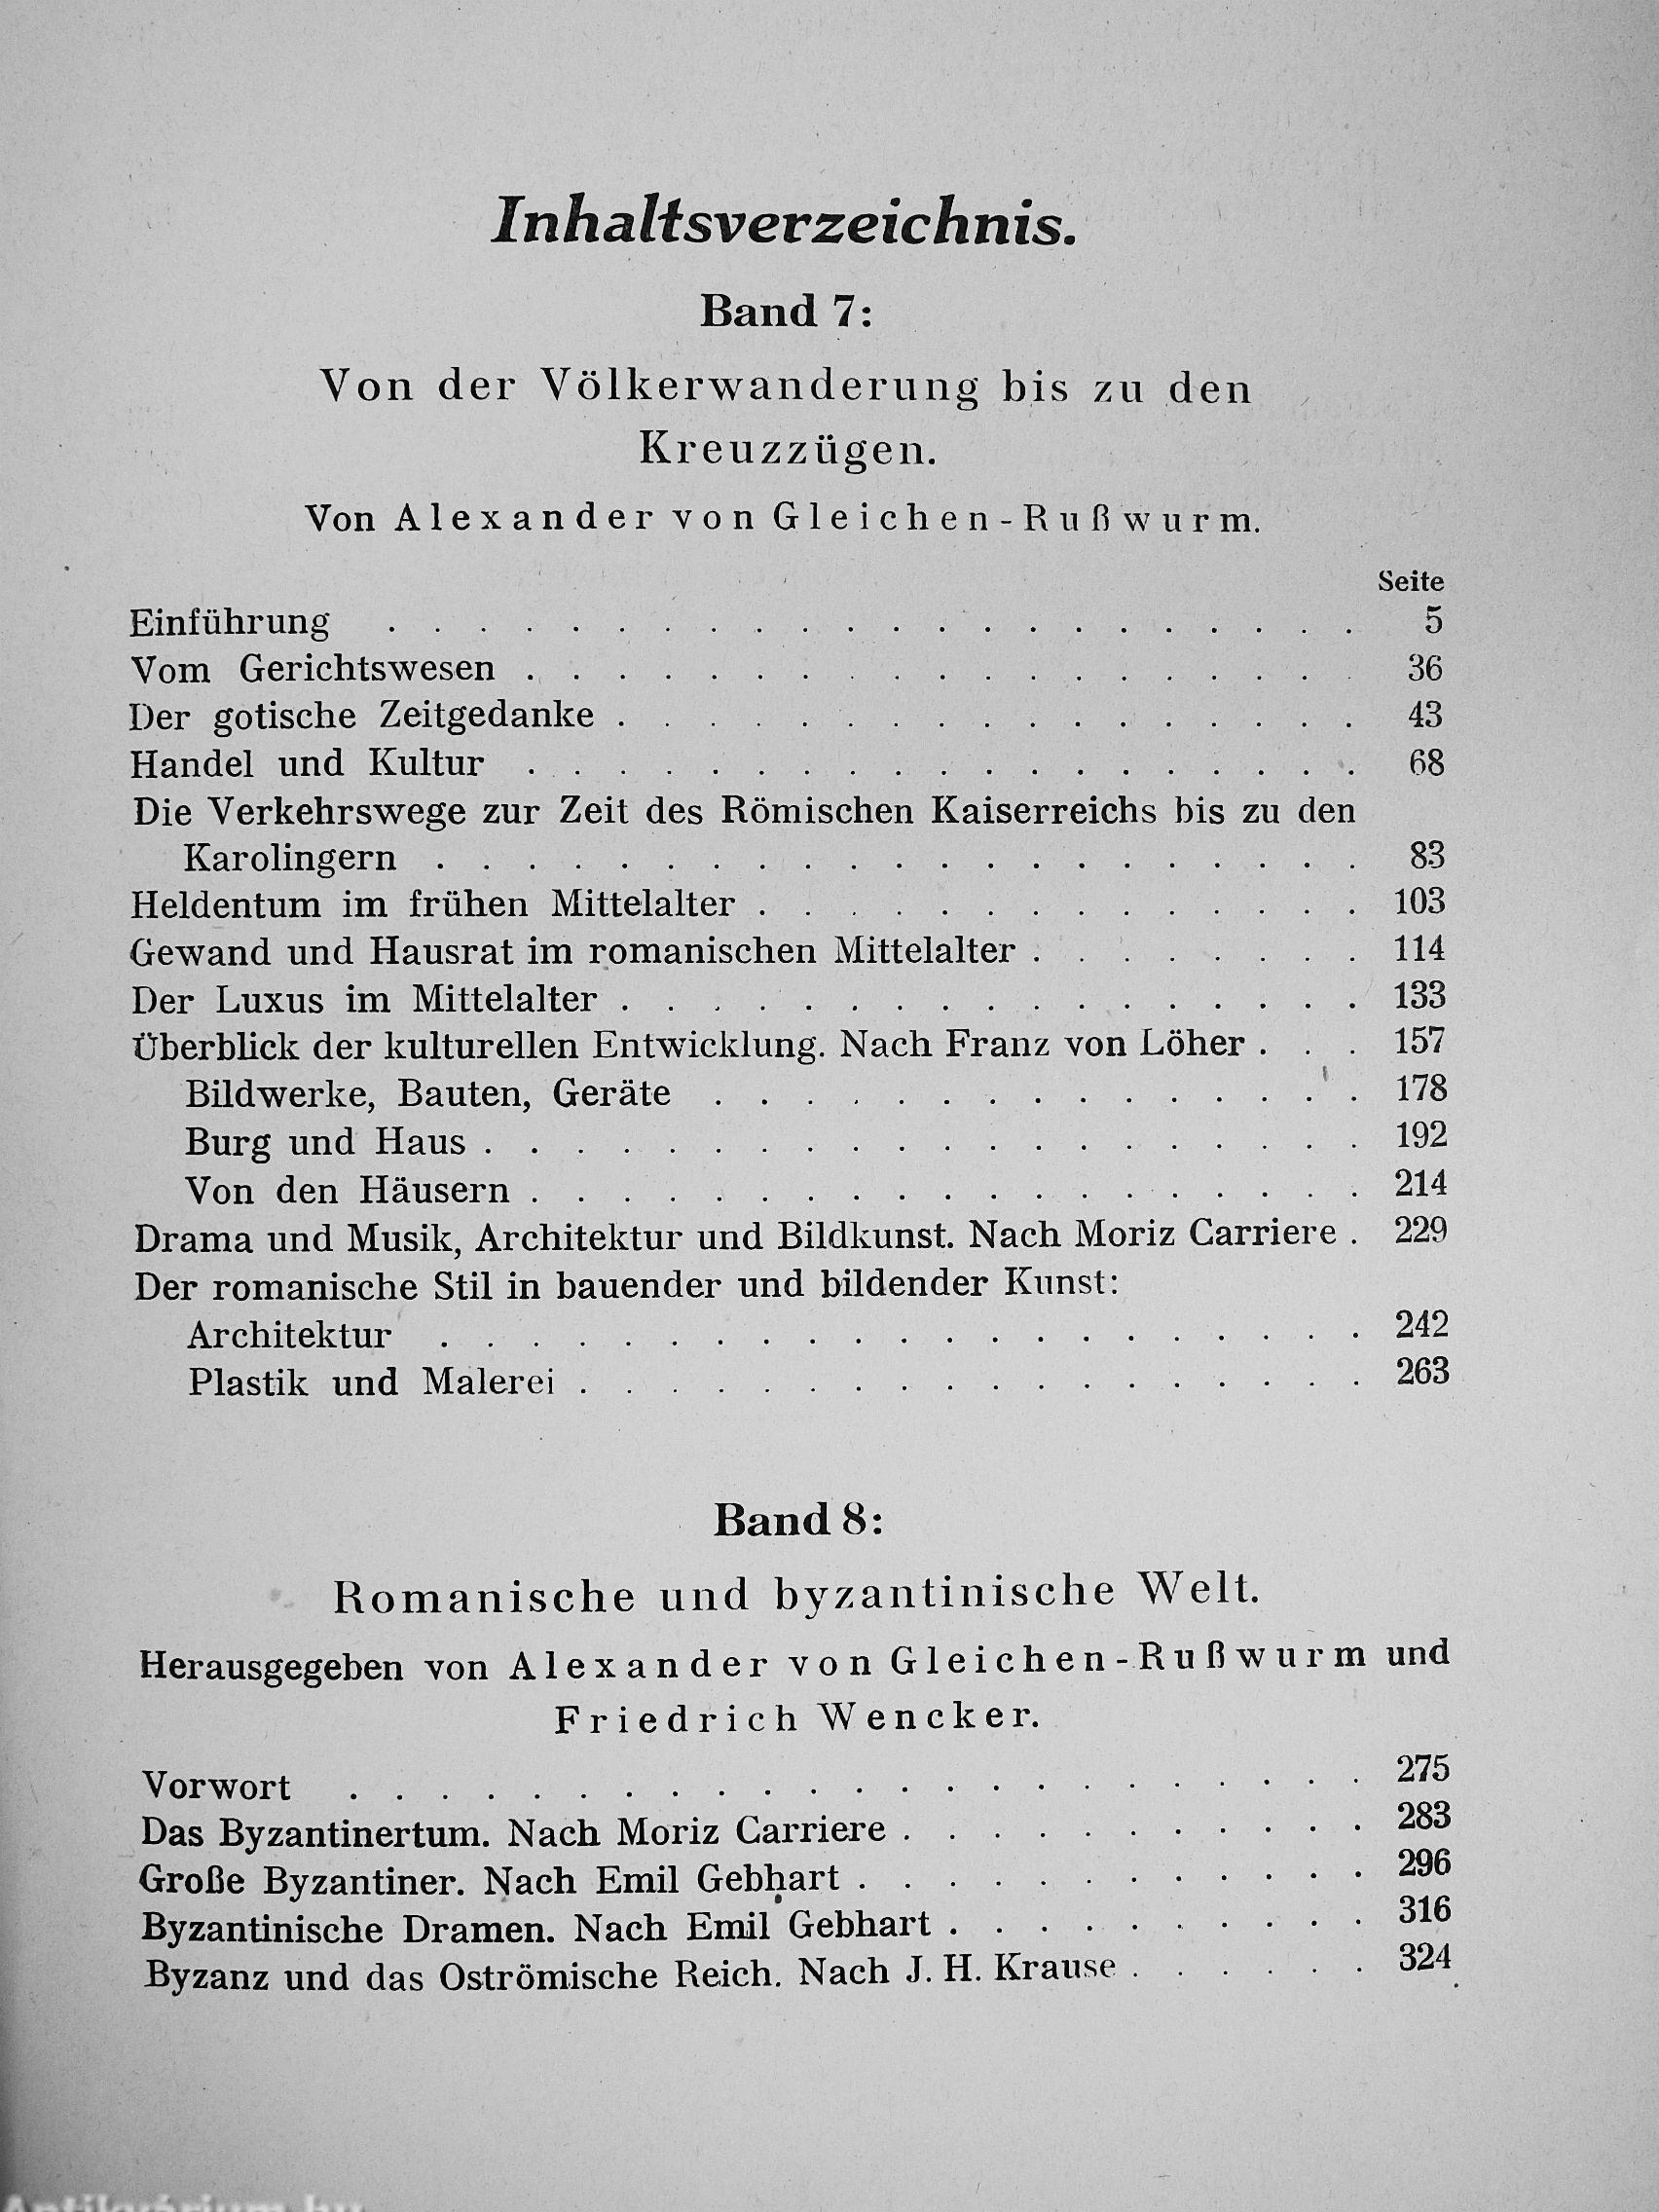 Inhaltsverzeichnis.
Band 7:
Von der Völkerwanderung bis zu den
Kreuzzügen.
Von Alexander von Gleichen-Rußwurm.
Seite
Einführung . . . . . . . . . . . . . . . . . . . . . . 5
Vom Gerichtswesen . . . . . . . . . . . . . . . . . . . 36
Der gotische Zeitgedanke . . . . . . . . . . . . . . . . . 43
Handel und Kultur . . . . . . . . . . . . . . . . . . . 68
Die Verkehrswege zur Zeit des Römischen Kaiserreichs bis zu den
Karolingern . . . . . . . . . . . . . . . . . . . . . 83
Heldentum im frühen Mittelalter . . . . . . . . . . . . . . 103
Gewand und Hausrat im romanischen Mittelalter . . . . . . . . 114
Der Luxus im Mittelalter . . . . . . . . . . . . . . . . . 133
Überblick der kulturellen Entwicklung. Nach Franz von Löher . . . 157
Bildwerke, Bauten, Geräte . . . . . . . . . . . . . . . 178
Burg und Haus . . . . . . . . . . . . . . . . . . . . 192
Von den Häusern . . . . . . . . . . . . . . . . . . . 214
Drama und Musik, Architektur und Bildkunst. Nach Moriz Carriere . 229
Der romanische Stil in bauender und bildender Kunst:
Architektur . . . . . . . . . . . . . . . . . . . . . 242
Plastik und Malerei . . . . . . . . . . . . . . . . . . 263
Band 8:
Romanische und byzantinische Welt.
Herausgegeben von Alexander von Gleichen-Rußwurm und
Friedrich Wencker.
Vorwort . . . . . . . . . . . . . . . . . . . . . . . 275
Das Byzantinertum. Nach Moriz Carriere . . . . . . . . . . . 283
Große Byzantiner. Nach Emil Gebhart . . . . . . . . . . . . 296
Byzantinische Dramen. Nach Emil Gebhart . . . . . . . . . . 316
Byzanz und das Oströmische Reich. Nach J. H. Krause . . . . . . 324
Antikvárium.hu